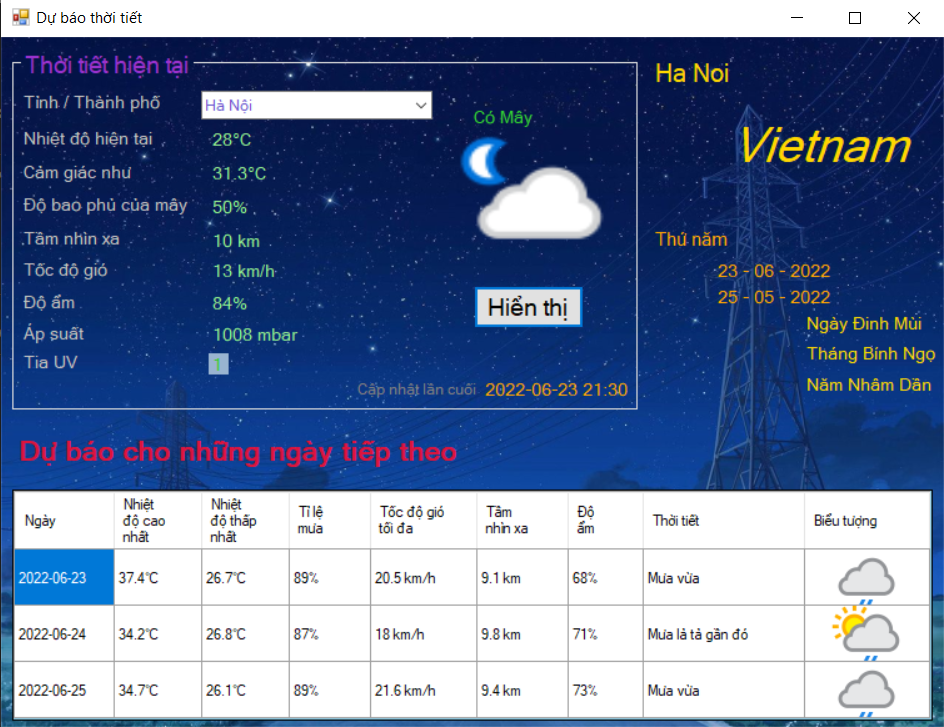 Dự báo thời tiết
Thời tiết hiện tại
Tỉnh / Thành phố
Hà Nội
Nhiệt độ hiện tại
28°C
Cảm giác như
31.3°C
Độ bao phủ của mây
50%
Tầm nhìn xa
10 km
Tốc độ gió
13 km/h
Độ ẩm
84%
Áp suất
1008 mbar
Tia UV
1
Có Mây
Hiển thị
Cập nhật lần cuối 2022-06-23 21:30
Ha Noi
Vietnam
Thứ năm
23 - 06 - 2022
25 - 05 - 2022
Ngày Đinh Mùi
Tháng Bính Ngọ
Năm Nhâm Dần
Dự báo cho những ngày tiếp theo
Ngày Nhiệt độ cao nhất Nhiệt độ thấp nhất Tỉ lệ mưa Tốc độ gió tối đa Tầm nhìn xa Độ ẩm Thời tiết Biểu tượng
2022-06-23 37.4°C 26.7°C 89% 20.5 km/h 9.1 km 68% Mưa vừa
2022-06-24 34.2°C 26.8°C 87% 18 km/h 9.8 km 71% Mưa lả tả gần đó
2022-06-25 34.7°C 26.1°C 89% 21.6 km/h 9.4 km 73% Mưa vừa